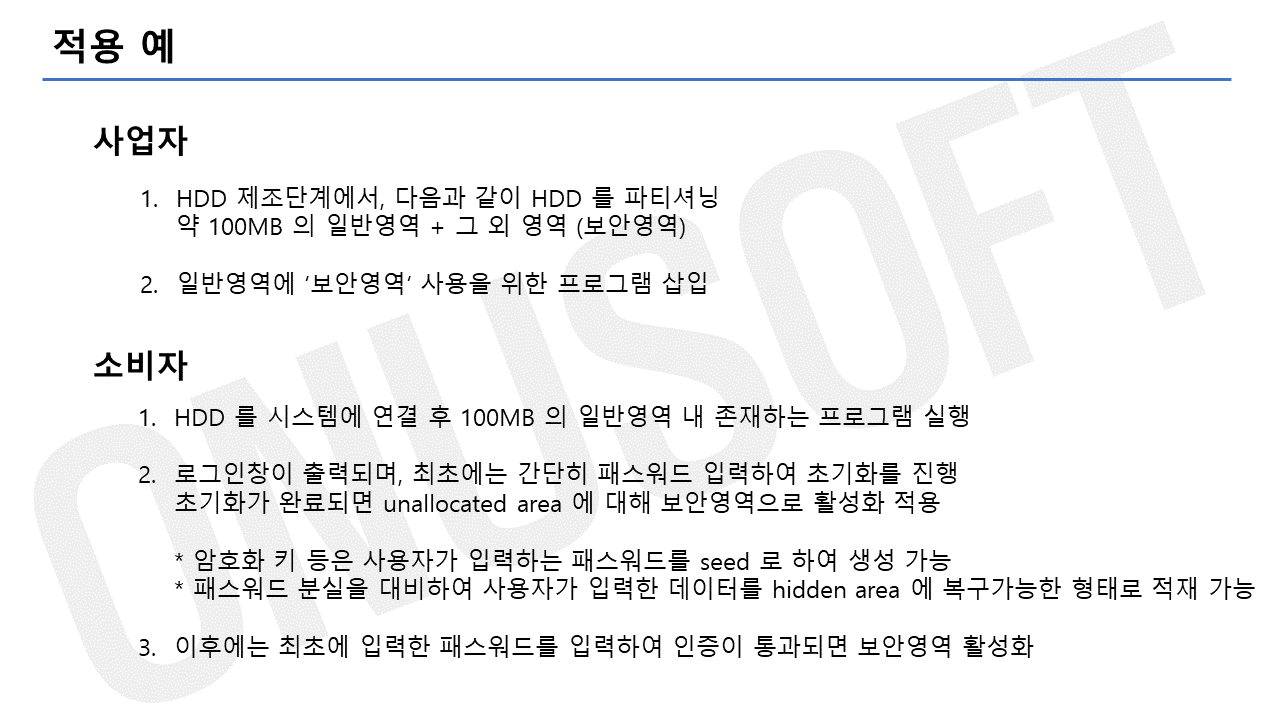 적용 예
사업자
1. HDD 제조단계에서, 다음과 같이 HDD 를 파티셔닝
약 100MB 의 일반영역 + 그 외 영역 (보안영역)
2. 일반영역에 ‘보안영역‘ 사용을 위한 프로그램 삽입
소비자
1. HDD 를 시스템에 연결 후 100MB 의 일반영역 내 존재하는 프로그램 실행
2. 로그인창이 출력되며, 최초에는 간단히 패스워드 입력하여 초기화를 진행
초기화가 완료되면 unallocated area 에 대해 보안영역으로 활성화 적용
* 암호화 키 등은 사용자가 입력하는 패스워드를 seed 로 하여 생성 가능
* 패스워드 분실을 대비하여 사용자가 입력한 데이터를 hidden area 에 복구가능한 형태로 적재 가능
3. 이후에는 최초에 입력한 패스워드를 입력하여 인증이 통과되면 보안영역 활성화
ONUSOFT